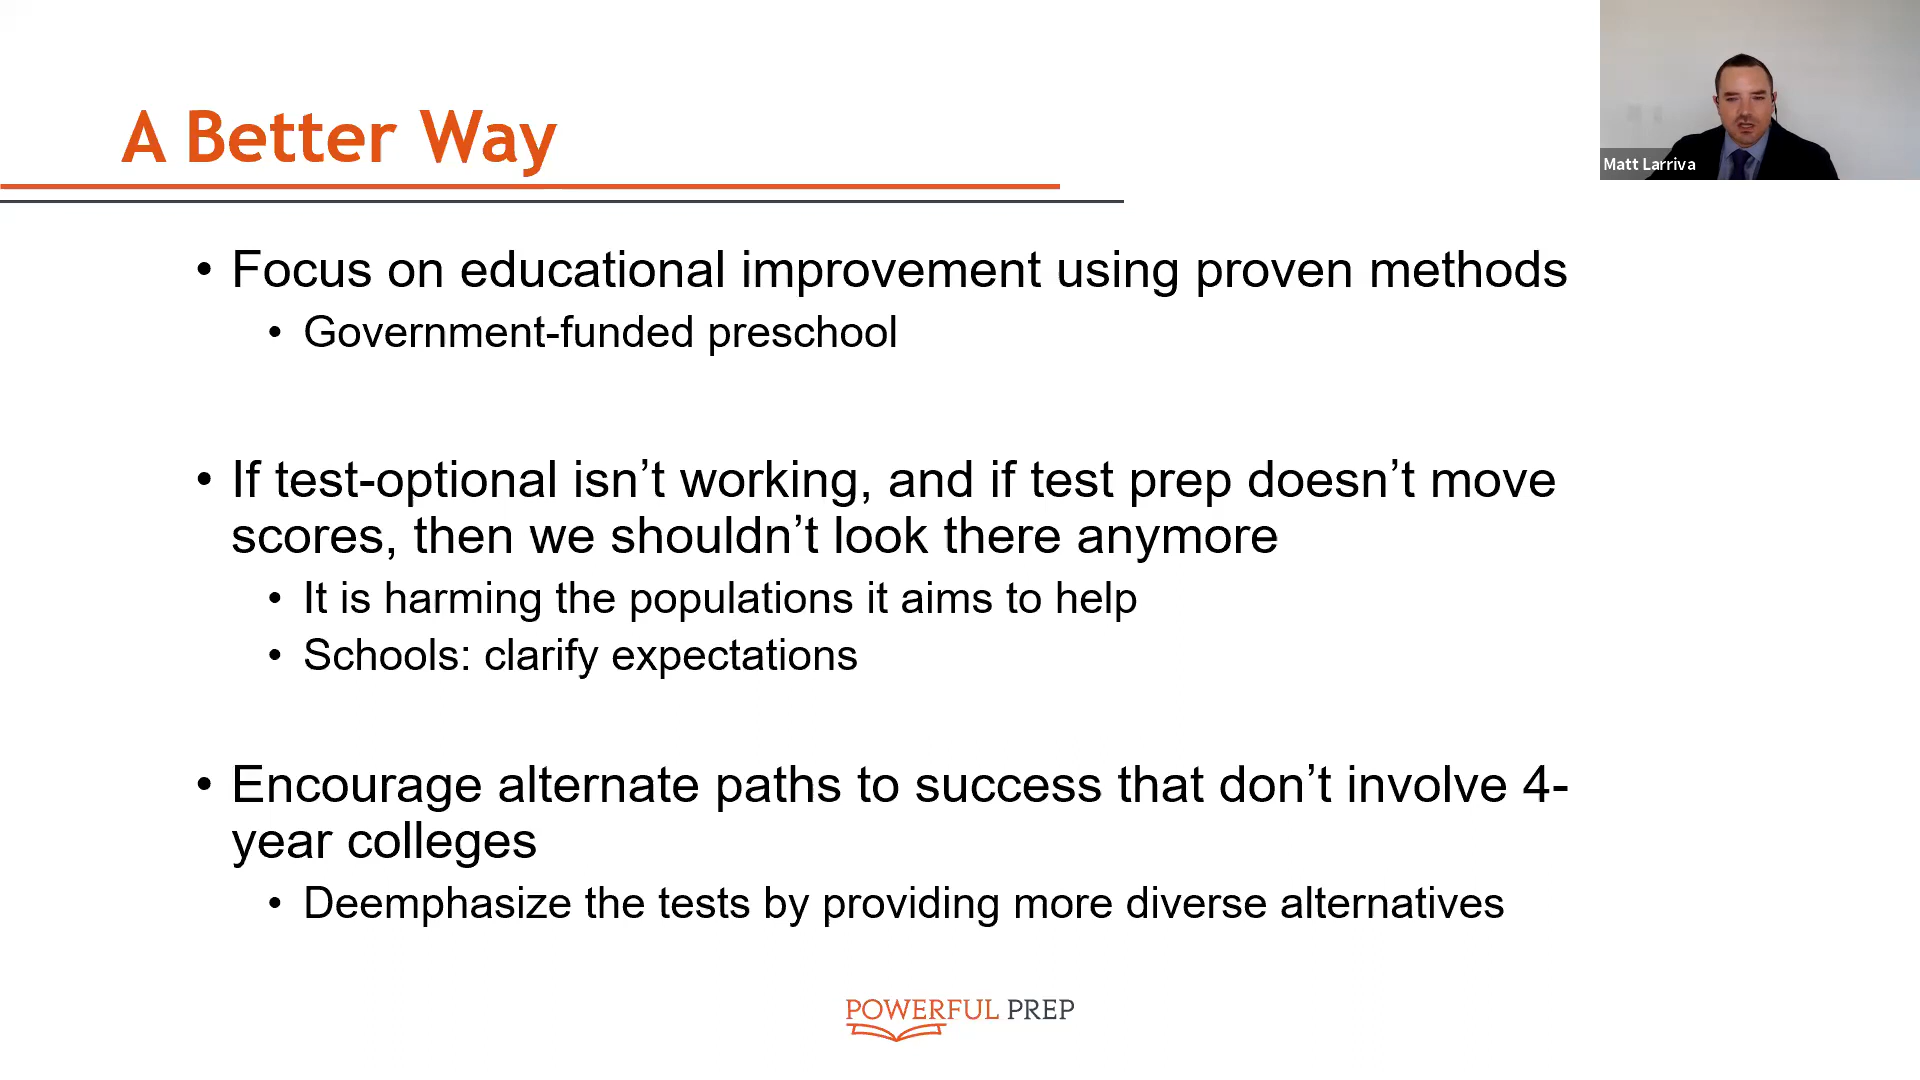 A Better Way
Matt Larriva
• Focus on educational improvement using proven methods
• Government-funded preschool
• If test-optional isn’t working, and if test prep doesn’t move
scores, then we shouldn’t look there anymore
• It is harming the populations it aims to help
• Schools: clarify expectations
• Encourage alternate paths to success that don’t involve 4-
year colleges
• Deemphasize the tests by providing more diverse alternatives
POWERFUL PREP